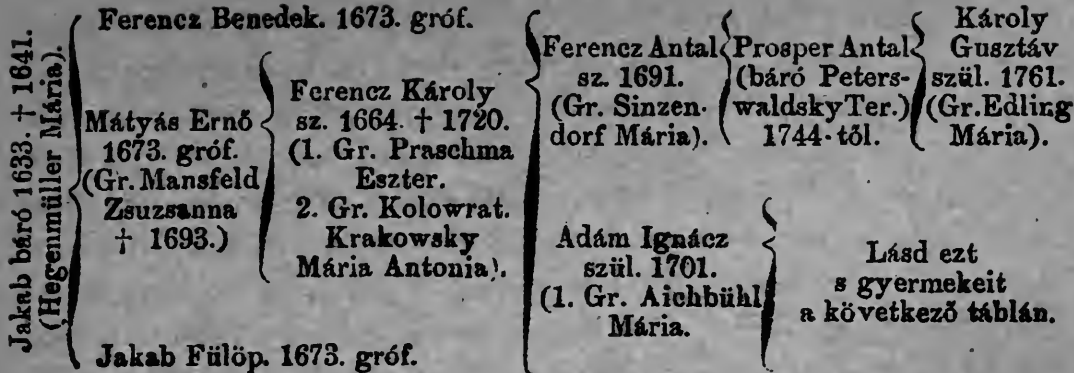 Jakab báró 1633. † 1641.
(Hegenmüller Mária).
Ferencz Benedek. 1673. gróf.
Mátyás Ernő
1673. gróf.
(Gr. Mansfeld
Zsuzsanna
† 1693.)
Jakab Fülöp. 1673. gróf.
Ferencz Károly
sz. 1664. † 1720.
(1. Gr. Praschma
Eszter.
2. Gr. Kolowrat.
Krakowsky
Mária Antonia).
Ferencz Antal
sz. 1691.
(Gr. Sinzen-
dorf Mária).
Ádám Ignácz
szül. 1701.
(1. Gr. Aichbühl
Mária.
Prosper Antal
(báró Peters-
waldsky Ter.)
1744-től.
Károly
Gusztáv
szül. 1761.
(Gr. Edling
Mária).
Lásd ezt
s gyermekeit
a következő táblán.